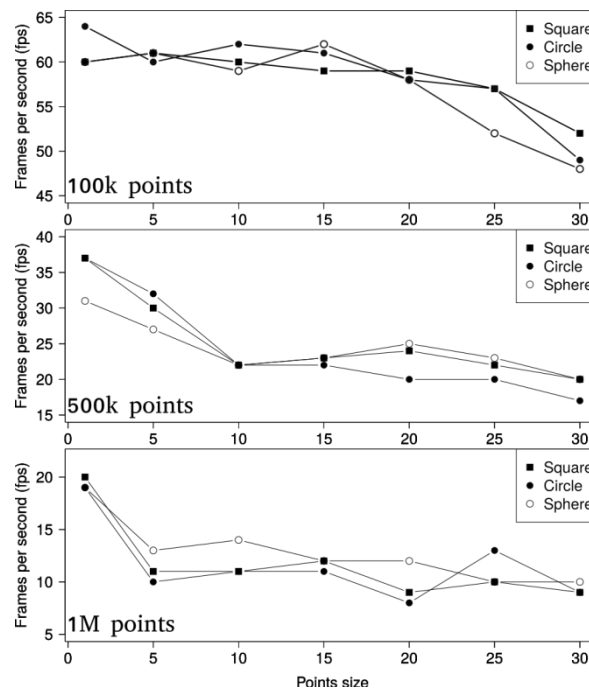 65
60
55
50
45
Frames per second (fps)
Square
Circle
Sphere
100k points
0 5 10 15 20 25 30
40
35
30
25
20
15
Frames per second (fps)
Square
Circle
Sphere
500k points
0 5 10 15 20 25 30
20
15
10
5
Frames per second (fps)
Square
Circle
Sphere
1M points
0 5 10 15 20 25 30
Points size